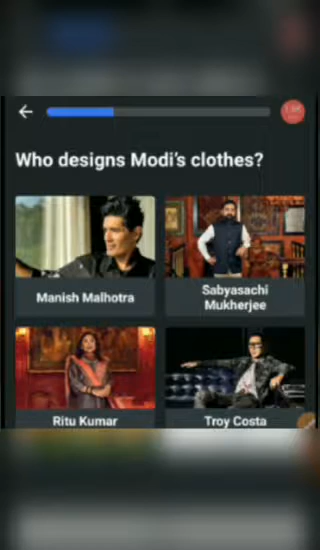 Who designs Modi's clothes?
Manish Malhotra
Sabyasachi
Mukherjee
Ritu Kumar
Troy Costa